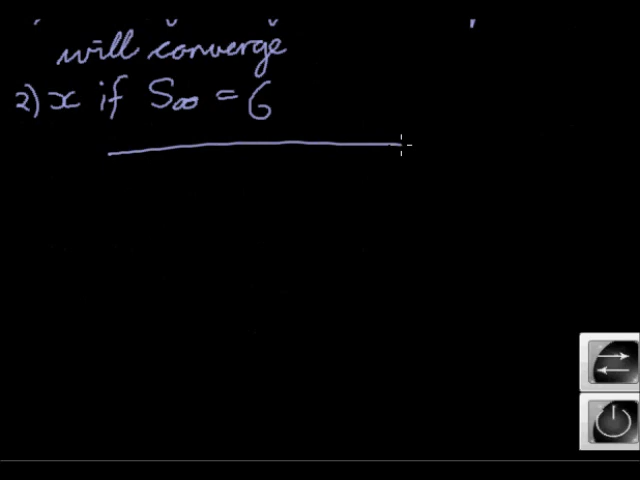 will converge
2) x if S∞ = 6